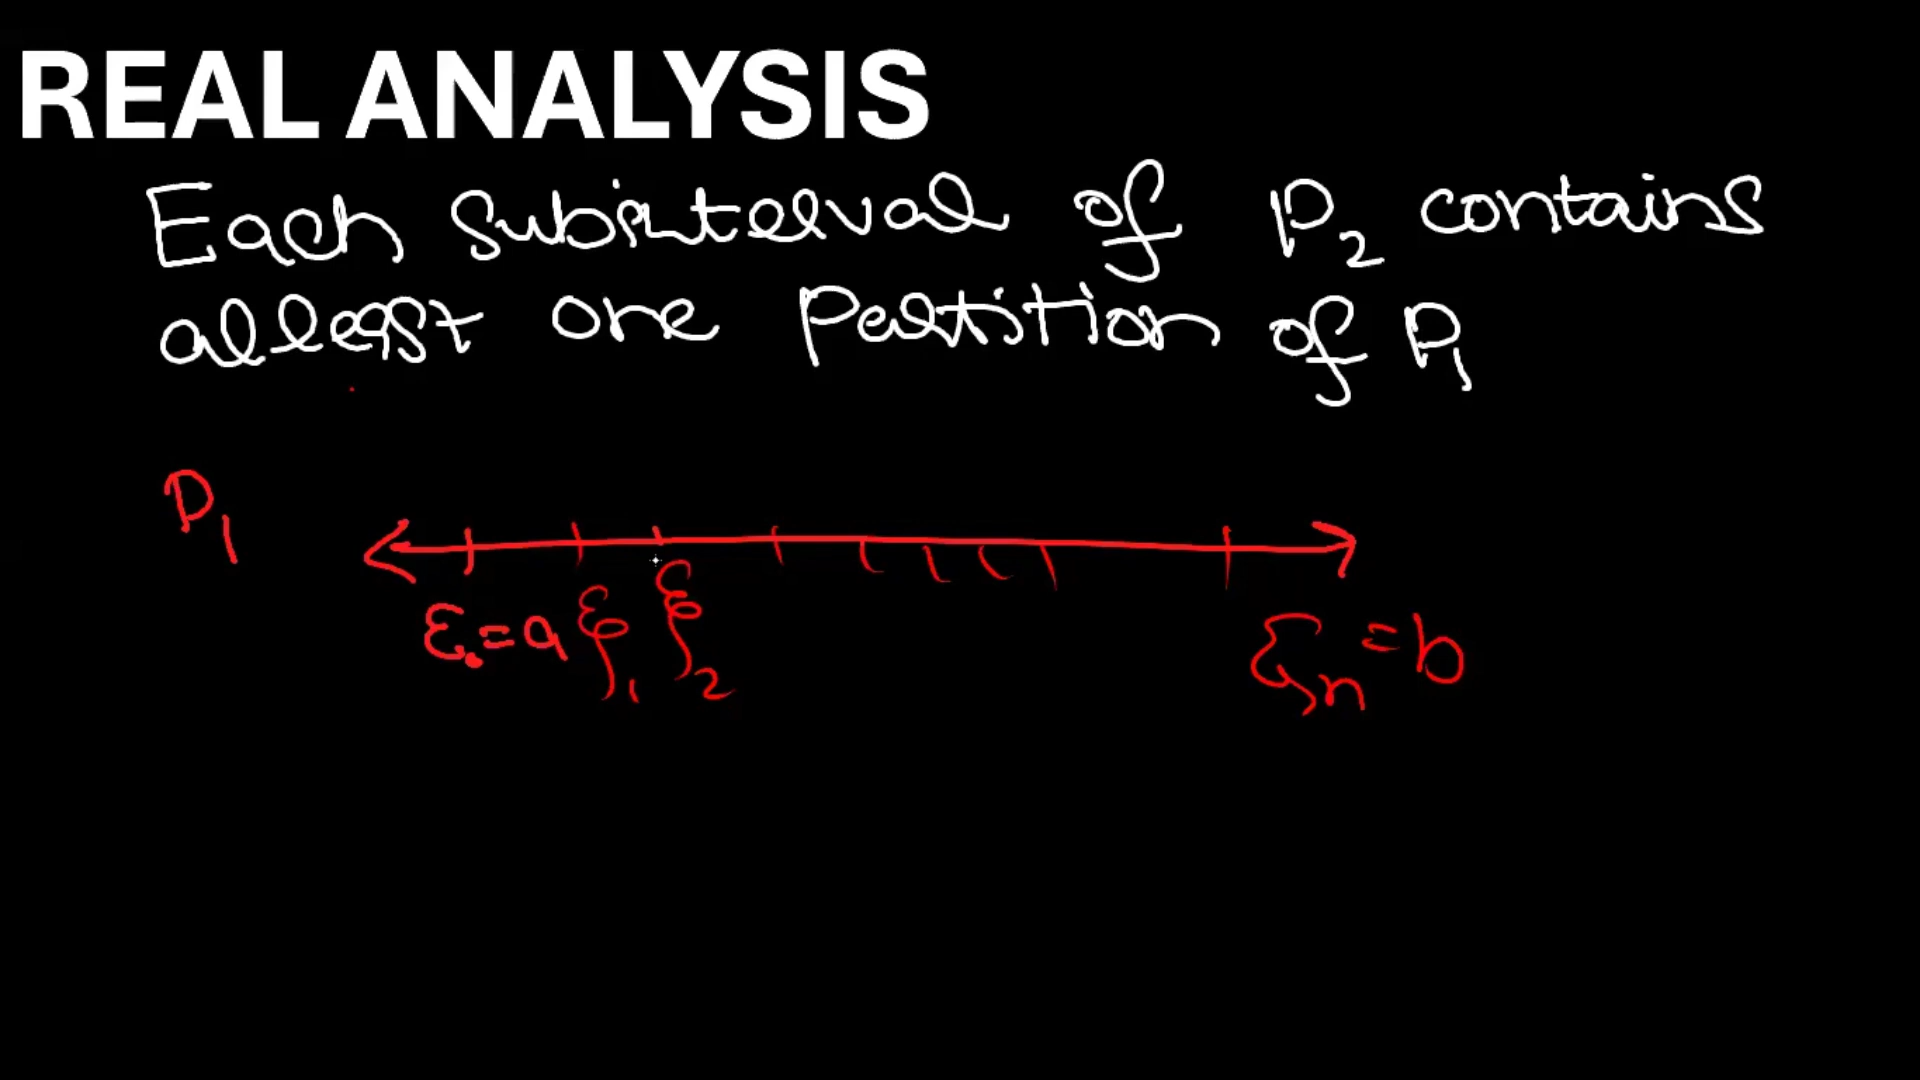 REAL ANALYSIS
Each subinterval of P₂ contains
atleast one partition of P₁
P₁
ξ₀=a ξ₁ ξ₂ ξₙ=b